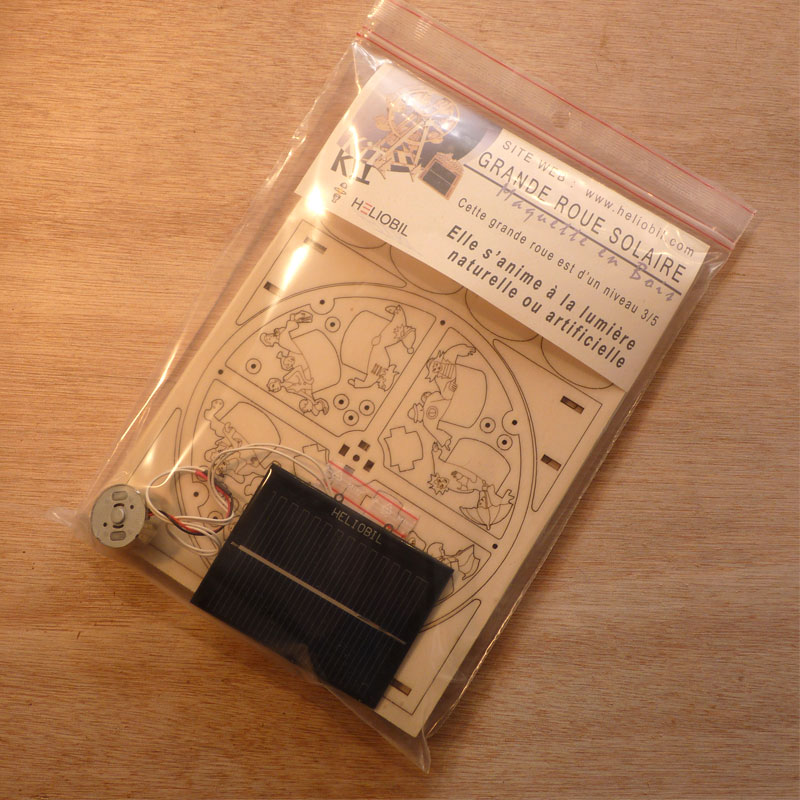 SITE WEB : www.heliobil.com
GRANDE ROUE SOLAIRE
Maquette en Bois
Cette grande roue est d'un niveau 3/5
Elle s'anime à la lumière
naturelle ou artificielle
HELIOBIL
HELIOBIL